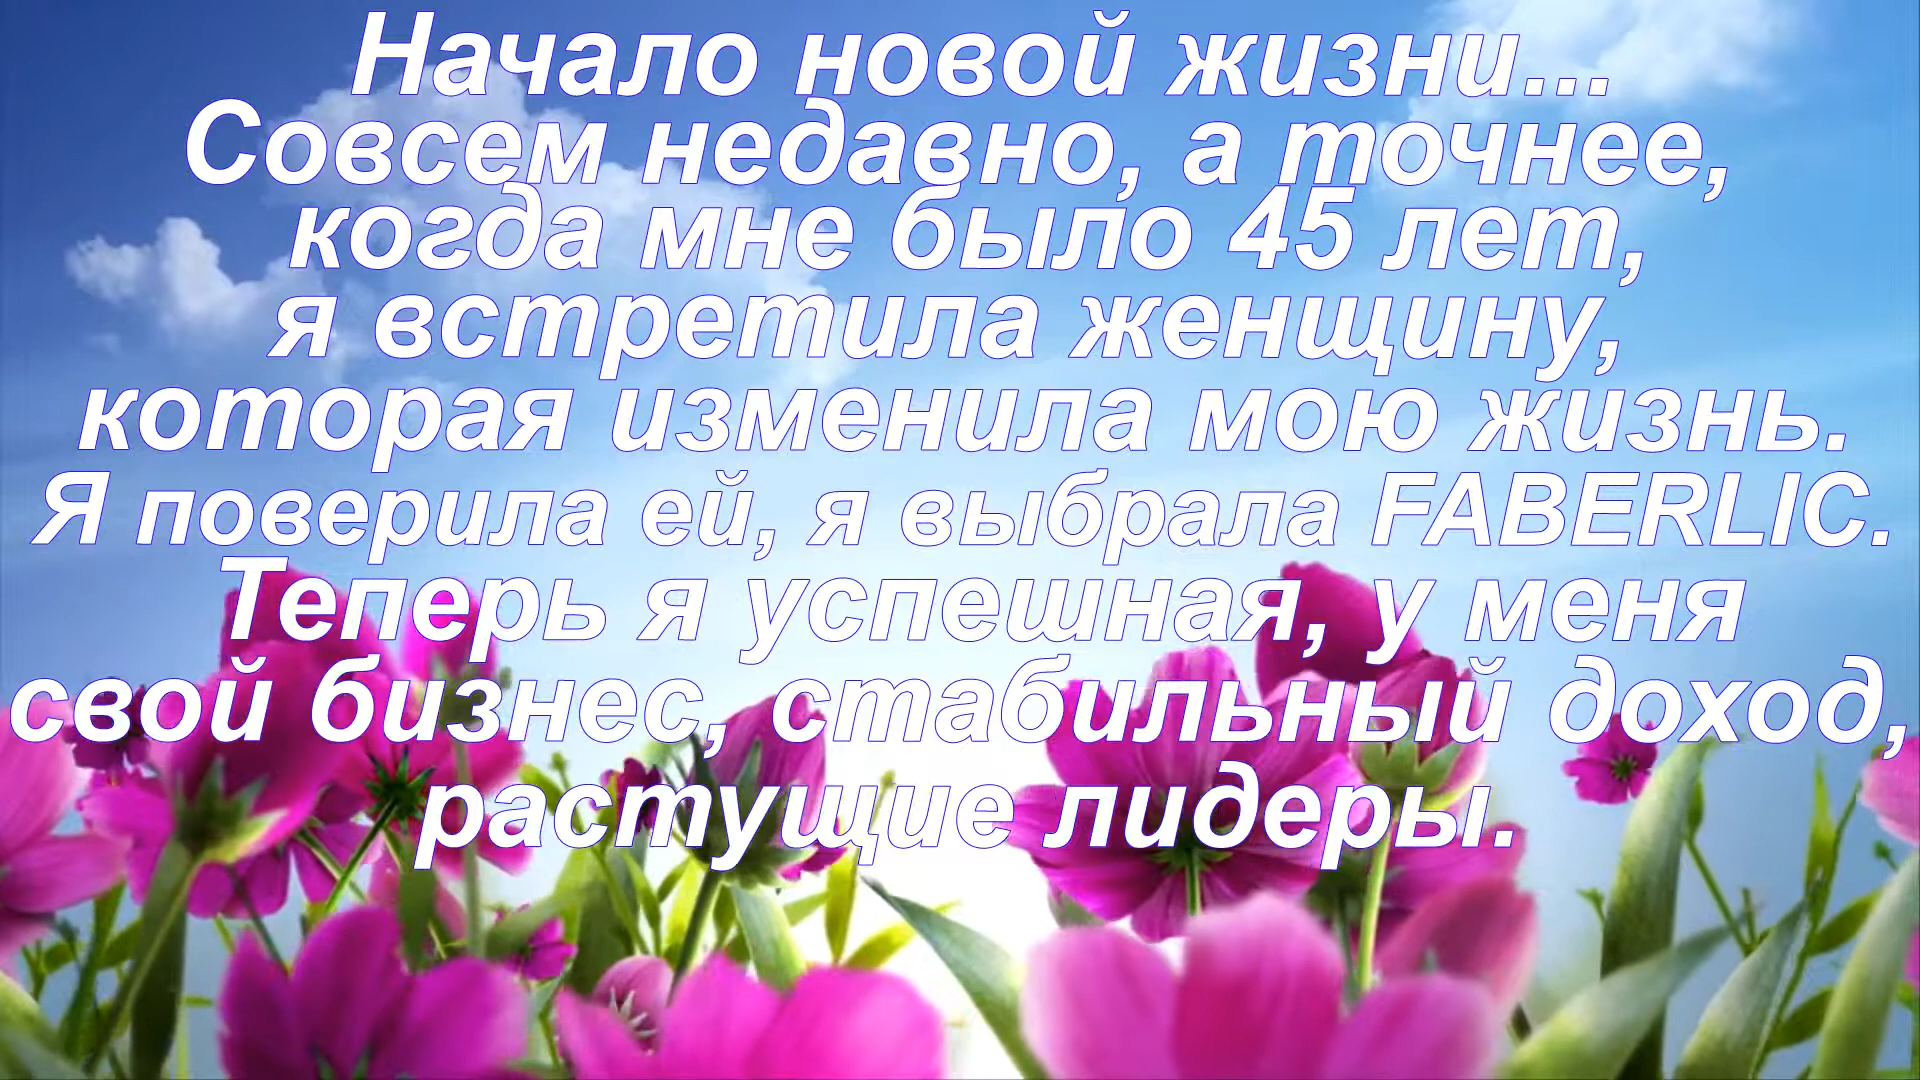 Начало новой жизни...
Совсем недавно, а точнее,
когда мне было 45 лет,
я встретила женщину,
которая изменила мою жизнь.
Я поверила ей, я выбрала FABERLIC.
Теперь я успешная, у меня
свой бизнес, стабильный доход,
растущие лидеры.